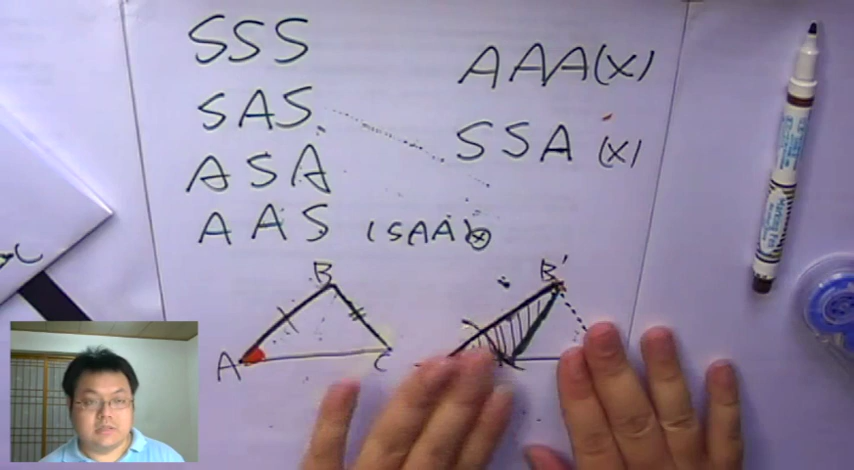 SSS
SAS
ASA
AAS (SAA)
AAA(X)
SSA (X)
B
A
C
B'